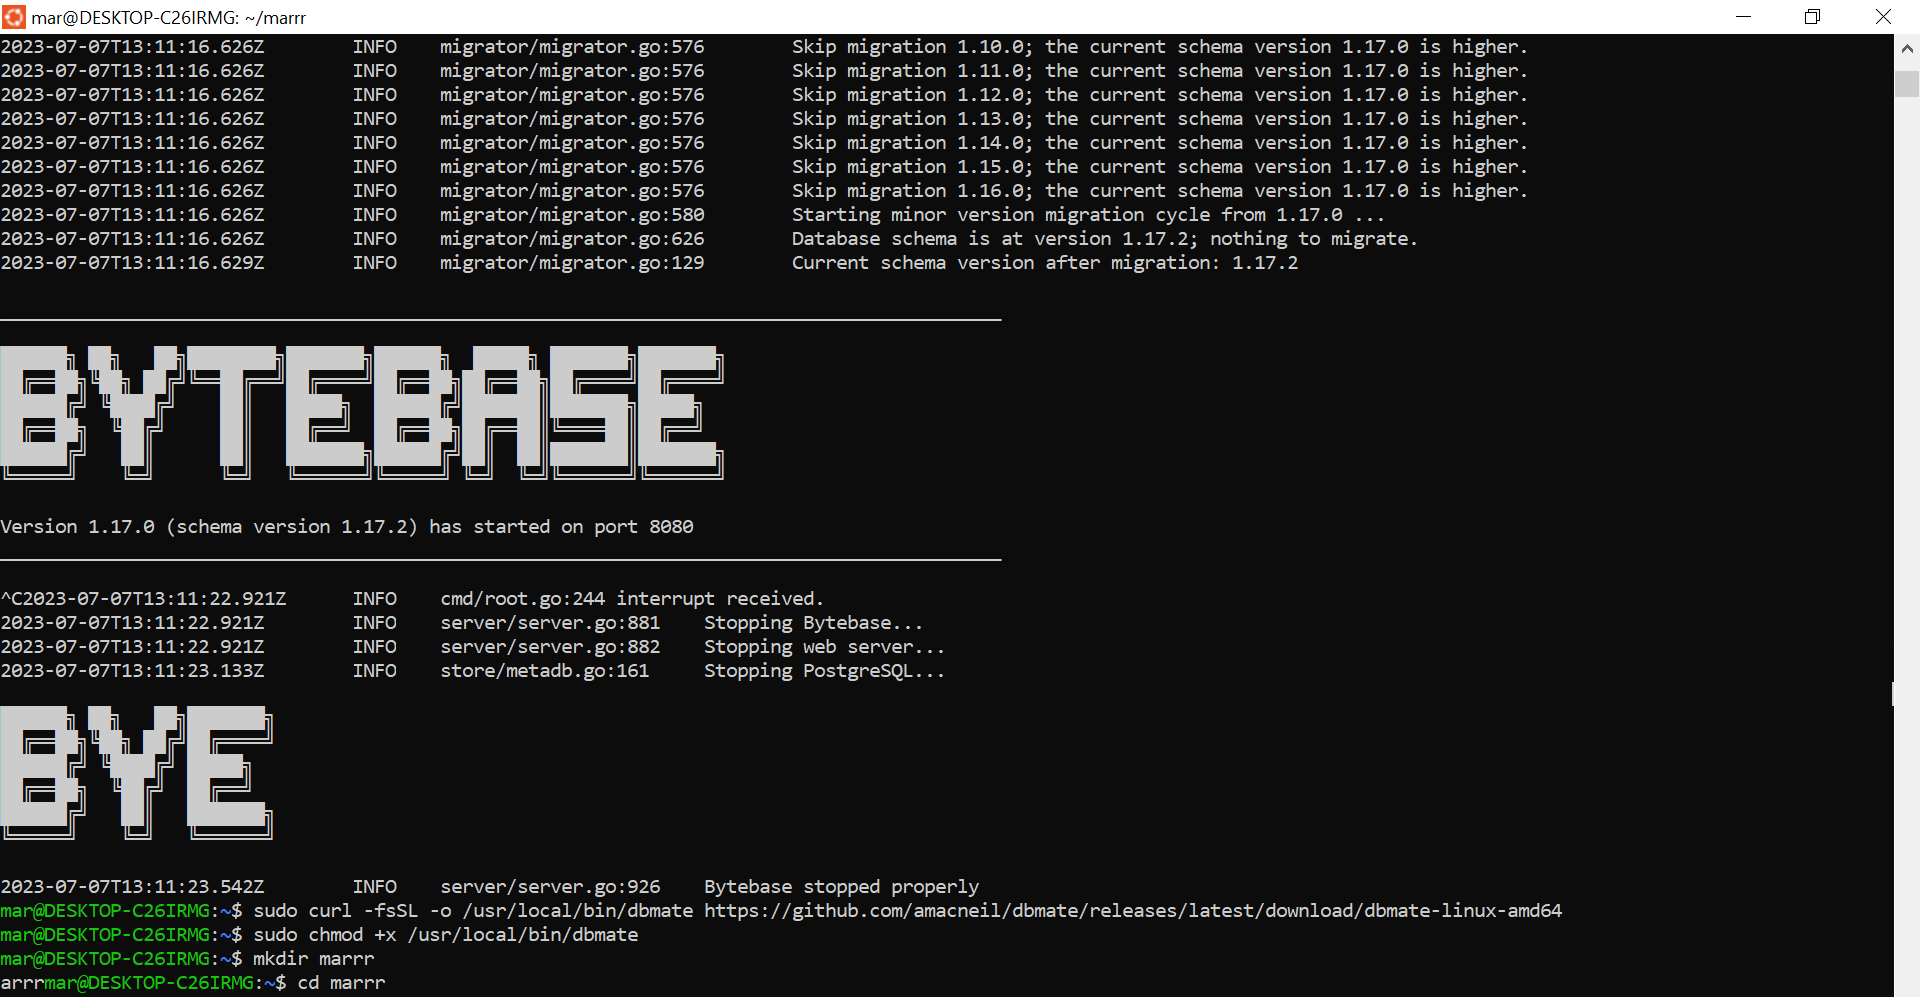 mar@DESKTOP-C26IRMG: ~/marrr
2023-07-07T13:11:16.626Z INFO migrator/migrator.go:576 Skip migration 1.10.0; the current schema version 1.17.0 is higher.
2023-07-07T13:11:16.626Z INFO migrator/migrator.go:576 Skip migration 1.11.0; the current schema version 1.17.0 is higher.
2023-07-07T13:11:16.626Z INFO migrator/migrator.go:576 Skip migration 1.12.0; the current schema version 1.17.0 is higher.
2023-07-07T13:11:16.626Z INFO migrator/migrator.go:576 Skip migration 1.13.0; the current schema version 1.17.0 is higher.
2023-07-07T13:11:16.626Z INFO migrator/migrator.go:576 Skip migration 1.14.0; the current schema version 1.17.0 is higher.
2023-07-07T13:11:16.626Z INFO migrator/migrator.go:576 Skip migration 1.15.0; the current schema version 1.17.0 is higher.
2023-07-07T13:11:16.626Z INFO migrator/migrator.go:576 Skip migration 1.16.0; the current schema version 1.17.0 is higher.
2023-07-07T13:11:16.626Z INFO migrator/migrator.go:580 Starting minor version migration cycle from 1.17.0 ...
2023-07-07T13:11:16.626Z INFO migrator/migrator.go:626 Database schema is at version 1.17.2; nothing to migrate.
2023-07-07T13:11:16.629Z INFO migrator/migrator.go:129 Current schema version after migration: 1.17.2
BYTEBASE
Version 1.17.0 (schema version 1.17.2) has started on port 8080
^C2023-07-07T13:11:22.921Z INFO cmd/root.go:244 interrupt received.
2023-07-07T13:11:22.921Z INFO server/server.go:881 Stopping Bytebase...
2023-07-07T13:11:22.921Z INFO server/server.go:882 Stopping web server...
2023-07-07T13:11:23.133Z INFO store/metadb.go:161 Stopping PostgreSQL...
BYE
2023-07-07T13:11:23.542Z INFO server/server.go:926 Bytebase stopped properly
mar@DESKTOP-C26IRMG:~$ sudo curl -fsSL -o /usr/local/bin/dbmate https://github.com/amacneil/dbmate/releases/latest/download/dbmate-linux-amd64
mar@DESKTOP-C26IRMG:~$ sudo chmod +x /usr/local/bin/dbmate
mar@DESKTOP-C26IRMG:~$ mkdir marrr
arrrmar@DESKTOP-C26IRMG:~$ cd marrr